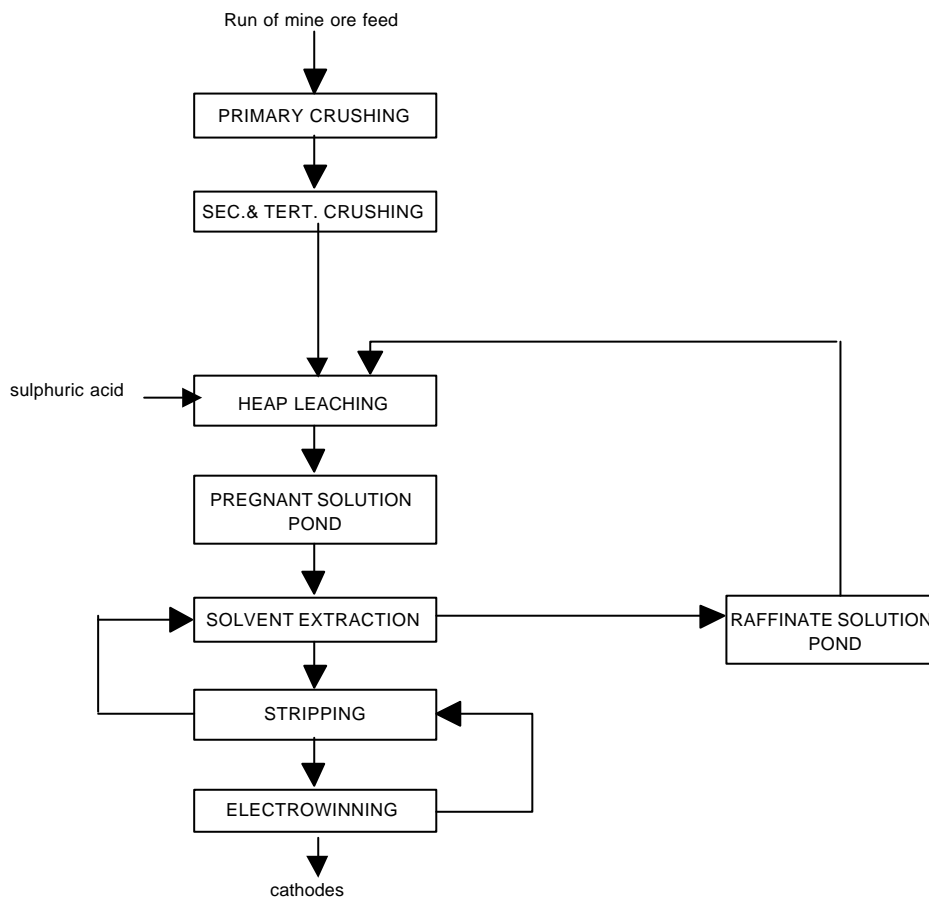 Run of mine ore feed
PRIMARY CRUSHING
SEC.& TERT. CRUSHING
sulphuric acid
HEAP LEACHING
PREGNANT SOLUTION
POND
SOLVENT EXTRACTION
RAFFINATE SOLUTION
POND
STRIPPING
ELECTROWINNING
cathodes